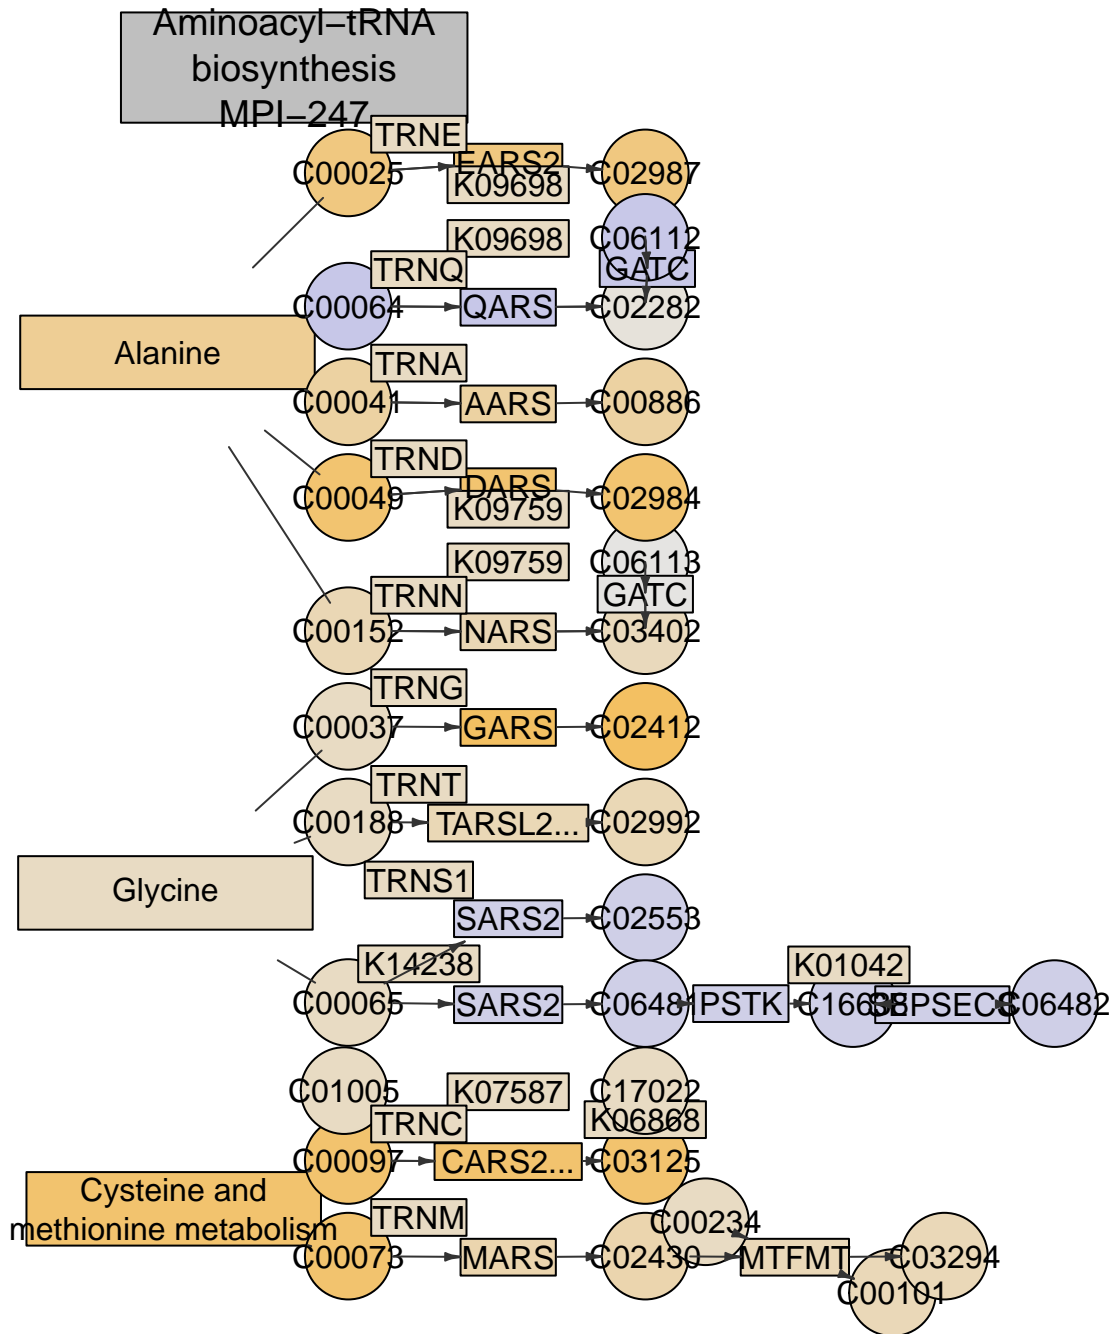 Aminoacyl−tRNA
biosynthesis
MPI−247
TRNE
C00025
EARS2
C02987
K09698
K09698
C06112
TRNQ
GATC
C00064
QARS
C02282
Alanine
TRNA
C00041
AARS
C00886
TRND
C00049
DARS
C02984
K09759
K09759
C06113
TRNN
GATC
C00152
NARS
C03402
TRNG
C00037
GARS
C02412
TRNT
C00188
TARSL2...
C02992
Glycine
TRNS1
SARS2
C02553
K14238
K01042
C00065
SARS2
C06481
PSTK
SEPSECS
C06482
C01005
K07587
C17022
TRNC
K06868
C00097
CARS2...
C03125
Cysteine and
methionine metabolism
TRNM
C00234
C00073
MARS
C02430
MTFMT
C03294
C00101